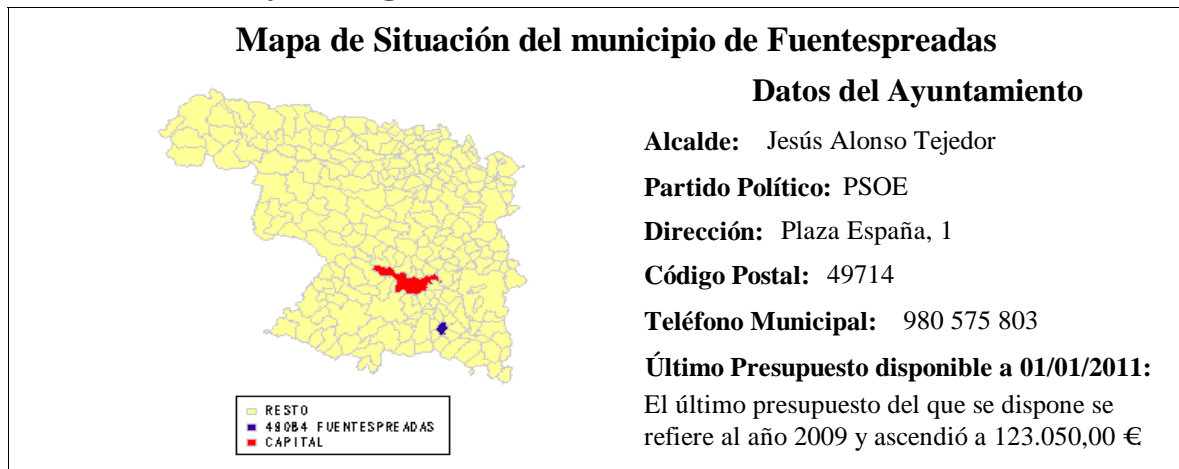 Mapa de Situación del municipio de Fuentespreadas
Datos del Ayuntamiento
Alcalde: Jesús Alonso Tejedor
Partido Político: PSOE
Dirección: Plaza España, 1
Código Postal: 49714
Teléfono Municipal: 980 575 803
Último Presupuesto disponible a 01/01/2011:
El último presupuesto del que se dispone se
refiere al año 2009 y ascendió a 123.050,00 €
RESTO
49084 FUENTESPREADAS
CAPITAL